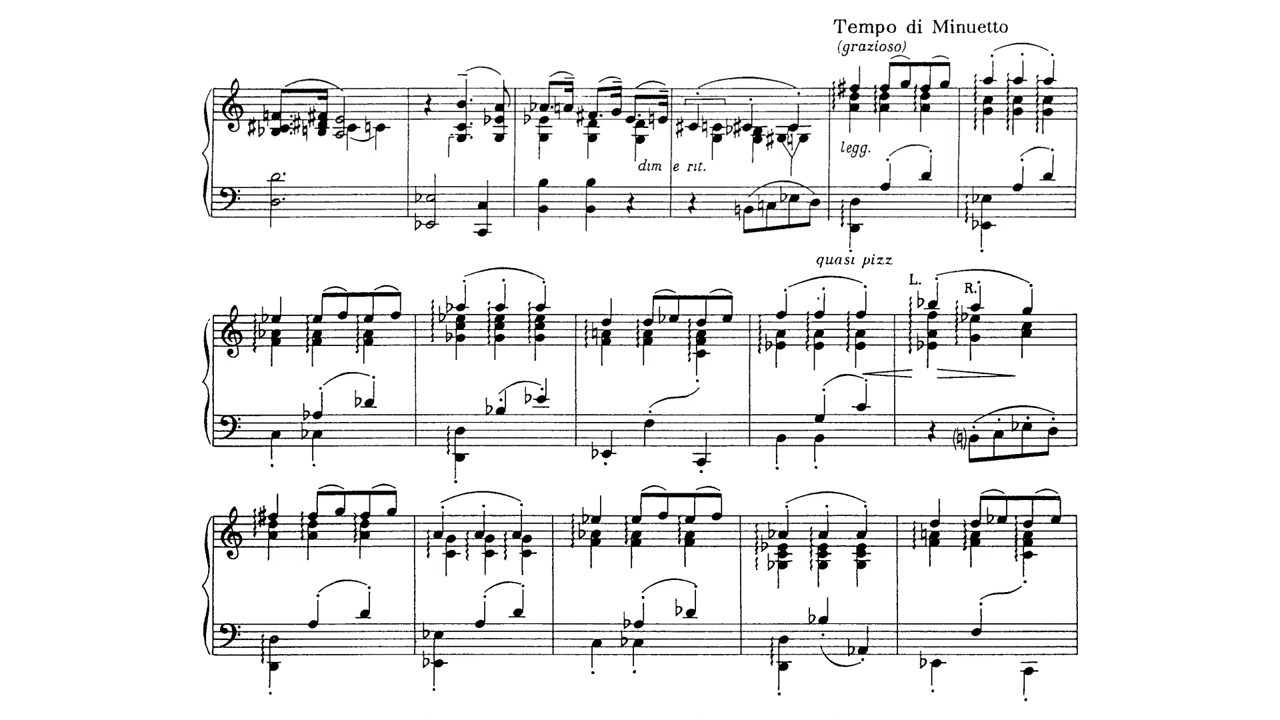 Tempo di Minuetto
(grazioso)
dim e rit.
legg.
quasi pizz
L.
R.